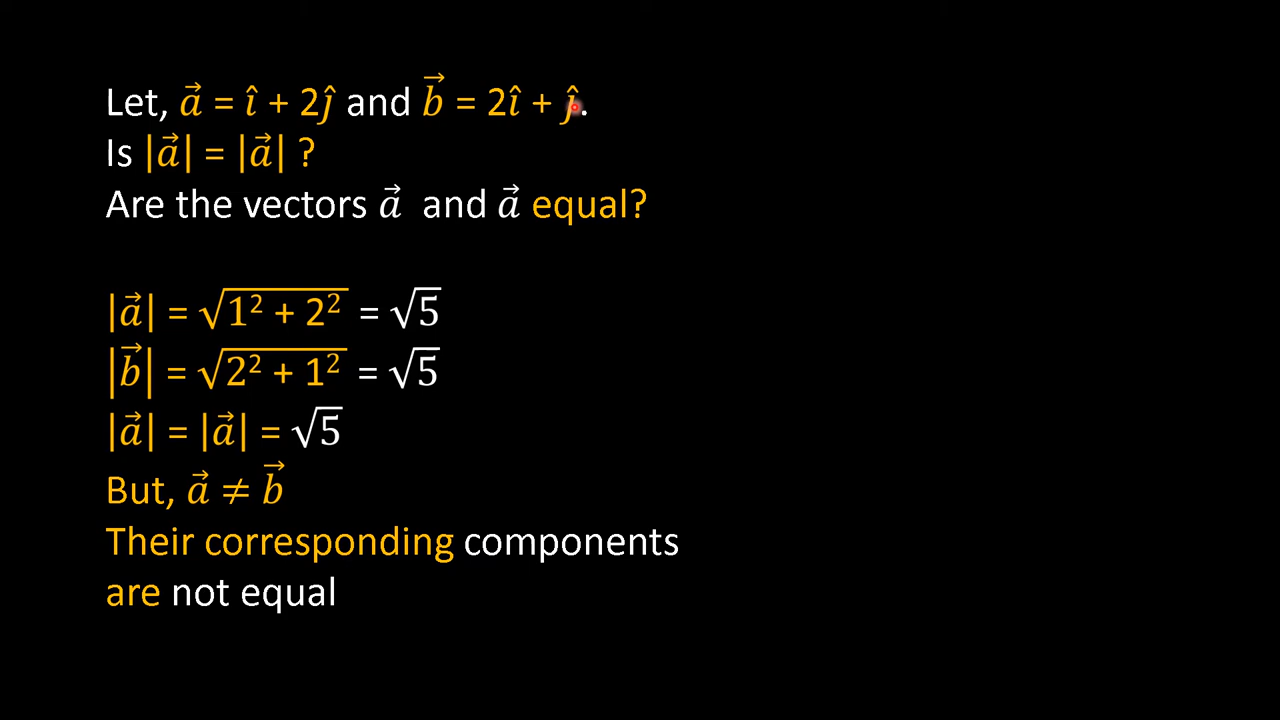 Let, a⃗ = î + 2ĵ and b⃗ = 2î + ĵ.
Is |a⃗| = |a⃗| ?
Are the vectors a⃗ and a⃗ equal?
|a⃗| = √(1² + 2²) = √5
|b⃗| = √(2² + 1²) = √5
|a⃗| = |a⃗| = √5
But, a⃗ ≠ b⃗
Their corresponding components
are not equal